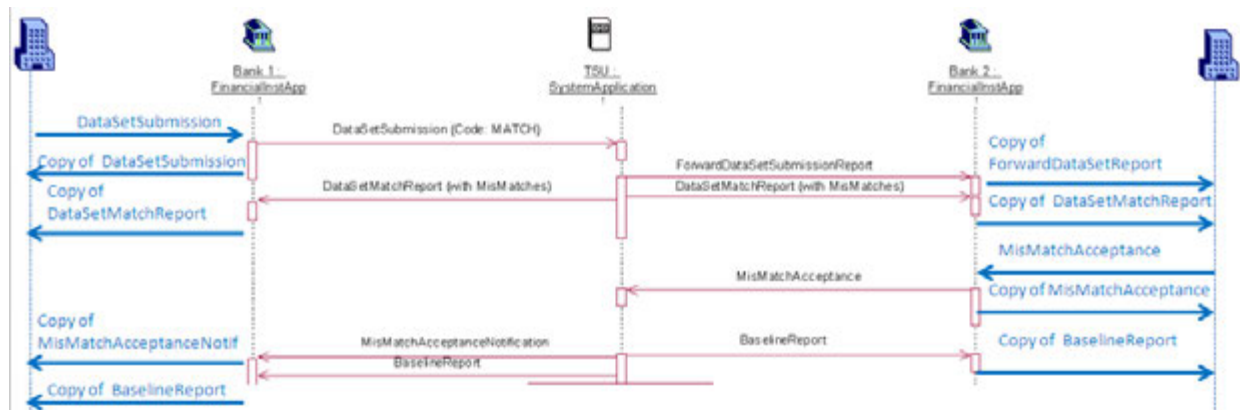 Bank 1 :
FinancialInstApp
TSU :
SystemApplication
Bank 2 :
FinancialInstApp
DataSetSubmission
DataSetSubmission (Code: MATCH)
Copy of DataSetSubmission
ForwardDataSetSubmissionReport
Copy of
ForwardDataSetReport
Copy of
DataSetMatchReport
DataSetMatchReport (with MisMatches)
DataSetMatchReport (with MisMatches)
Copy of DataSetMatchReport
MisMatchAcceptance
MisMatchAcceptance
Copy of MisMatchAcceptance
Copy of
MisMatchAcceptanceNotif
MisMatchAcceptanceNotification
BaselineReport
Copy of BaselineReport
BaselineReport
Copy of BaselineReport